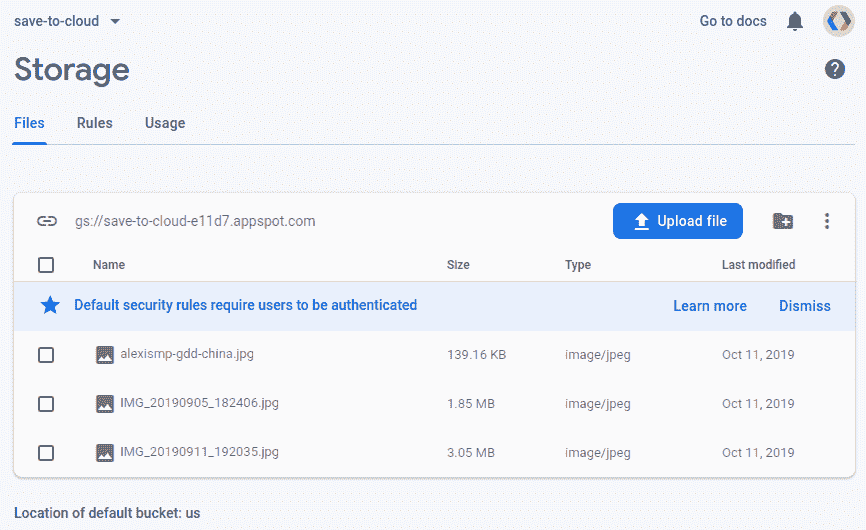 save-to-cloud Go to docs
Storage
Files Rules Usage
gs://save-to-cloud-e11d7.appspot.com Upload file
Name Size Type Last modified
Default security rules require users to be authenticated Learn more Dismiss
alexismp-gdd-china.jpg 139.16 KB image/jpeg Oct 11, 2019
IMG_20190905_182406.jpg 1.85 MB image/jpeg Oct 11, 2019
IMG_20190911_192035.jpg 3.05 MB image/jpeg Oct 11, 2019
Location of default bucket: us